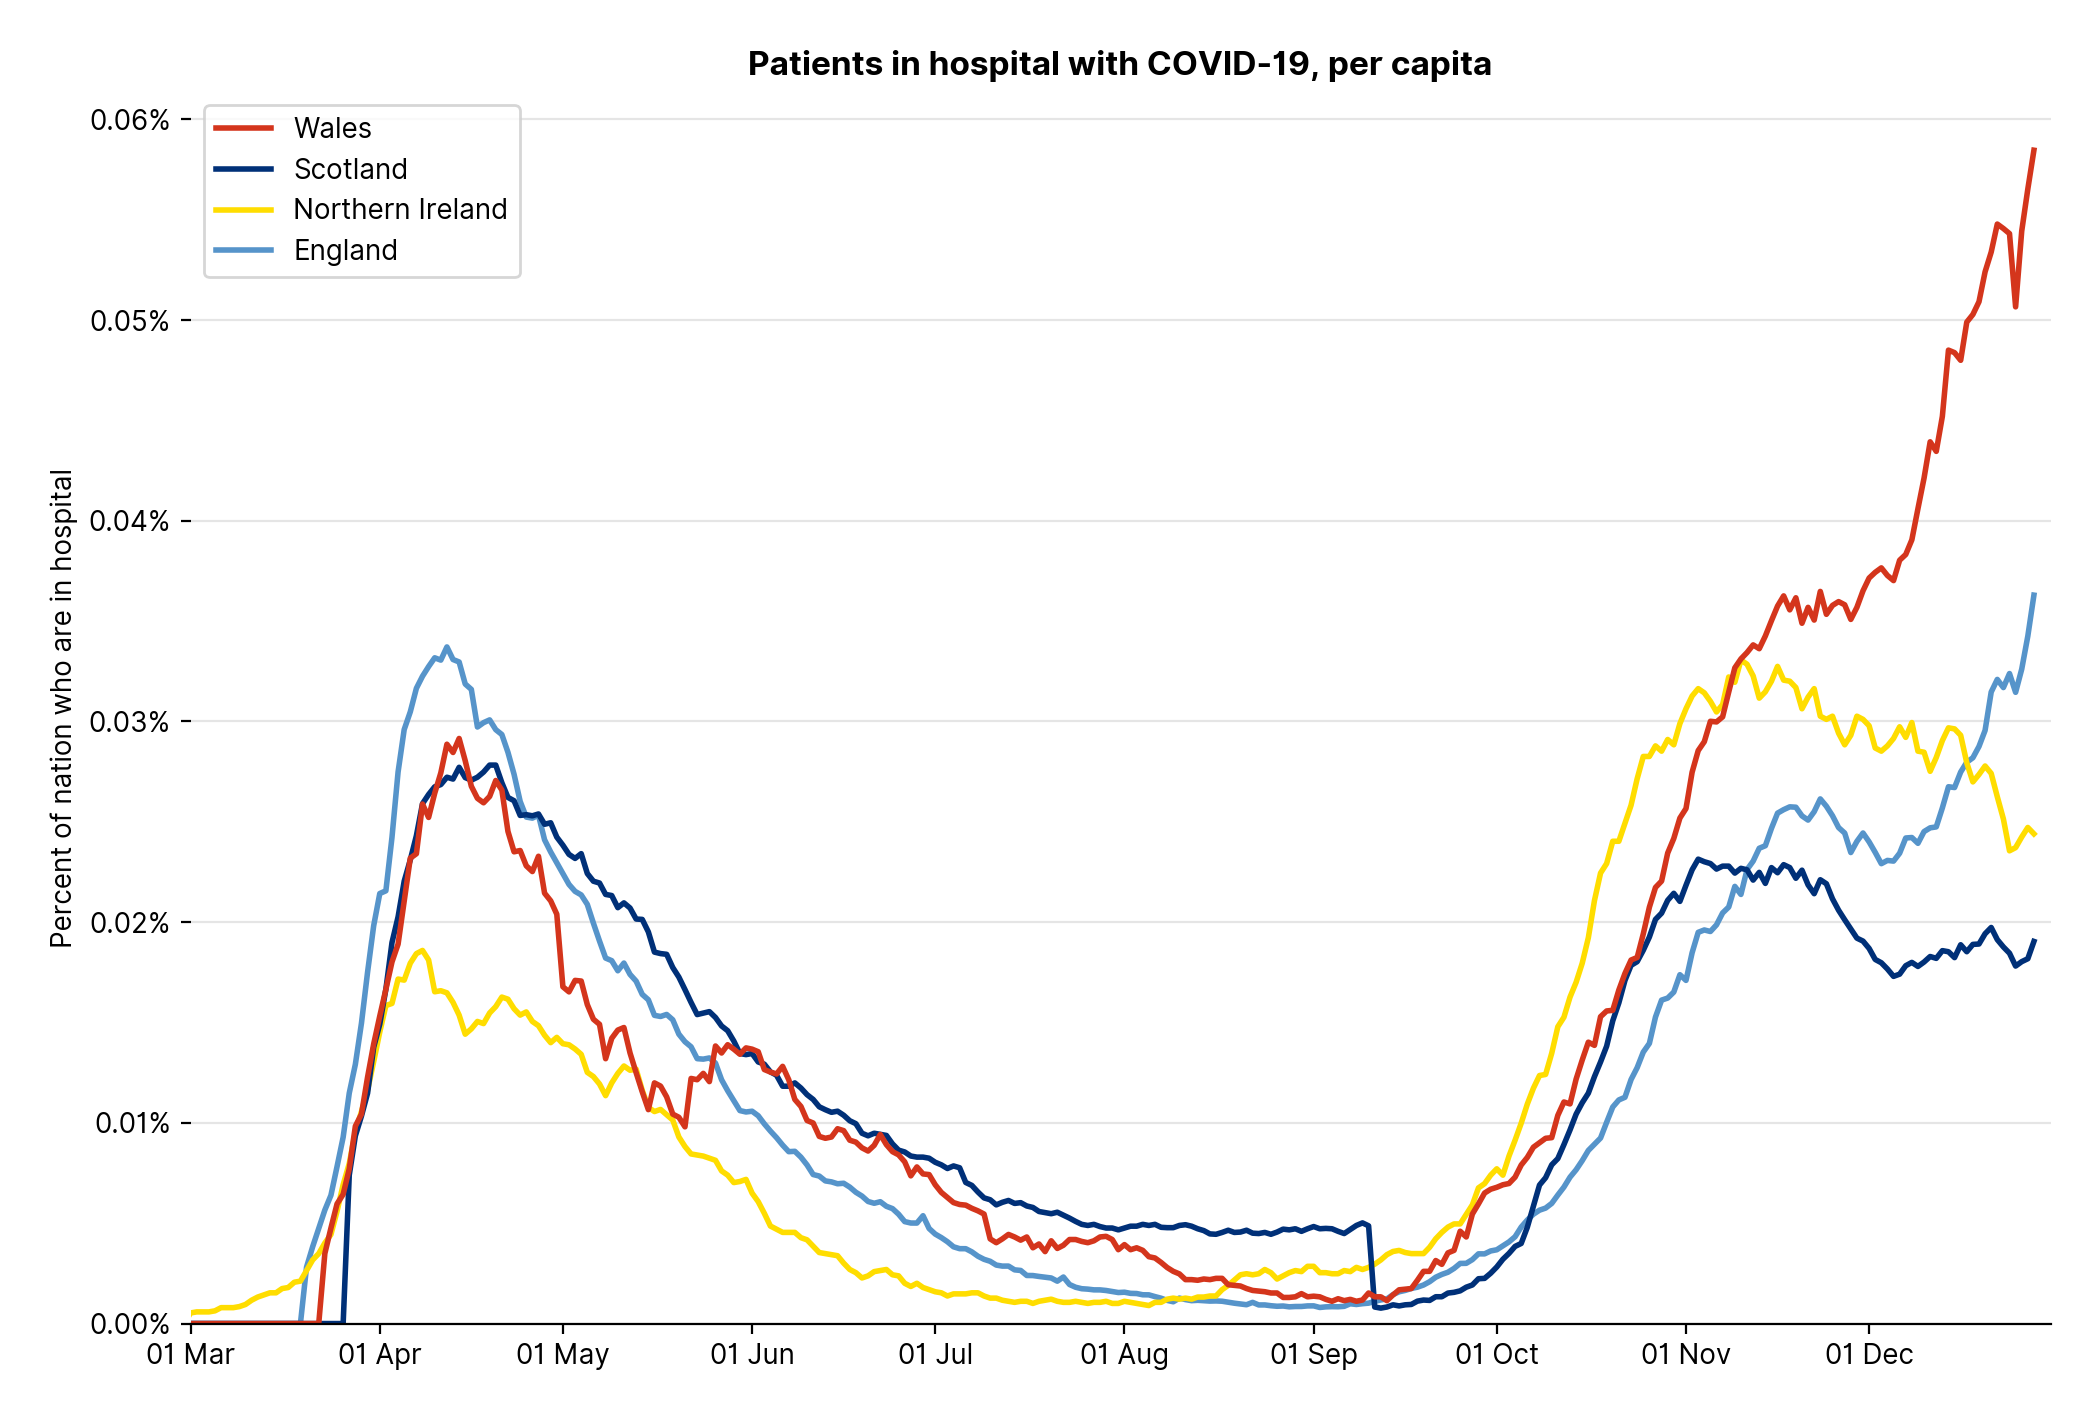 Patients in hospital with COVID-19, per capita
Wales
Scotland
Northern Ireland
England
Percent of nation who are in hospital
0.06%
0.05%
0.04%
0.03%
0.02%
0.01%
0.00%
01 Mar
01 Apr
01 May
01 Jun
01 Jul
01 Aug
01 Sep
01 Oct
01 Nov
01 Dec